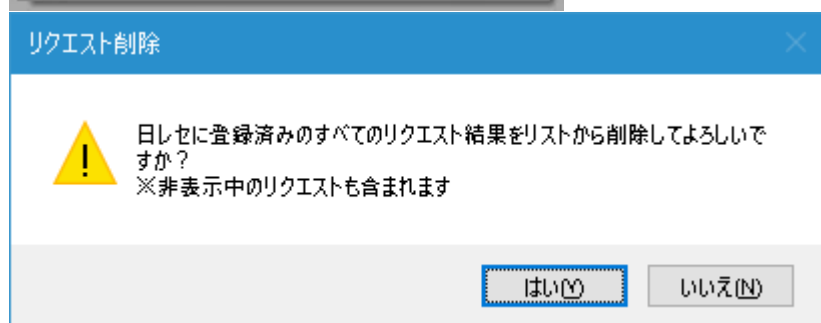 リクエスト削除
日レセに登録済みのすべてのリクエスト結果をリストから削除してよろしいで
すか？
※非表示中のリクエストも含まれます
はい(Y)
いいえ(N)